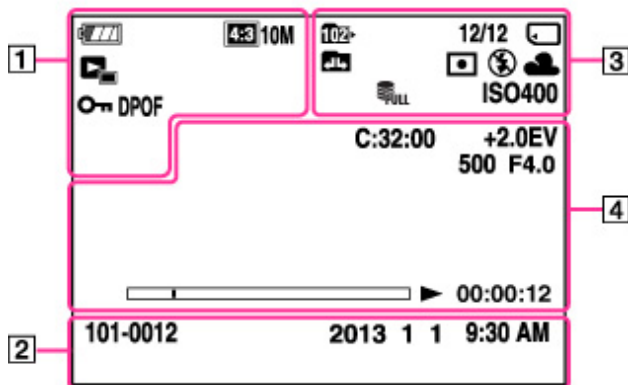 4:3 10M 102 12/12
DPOF FULL ISO400
C:32:00 +2.0EV
500 F4.0
00:00:12
101-0012 2013 1 1 9:30 AM
1
2
3
4